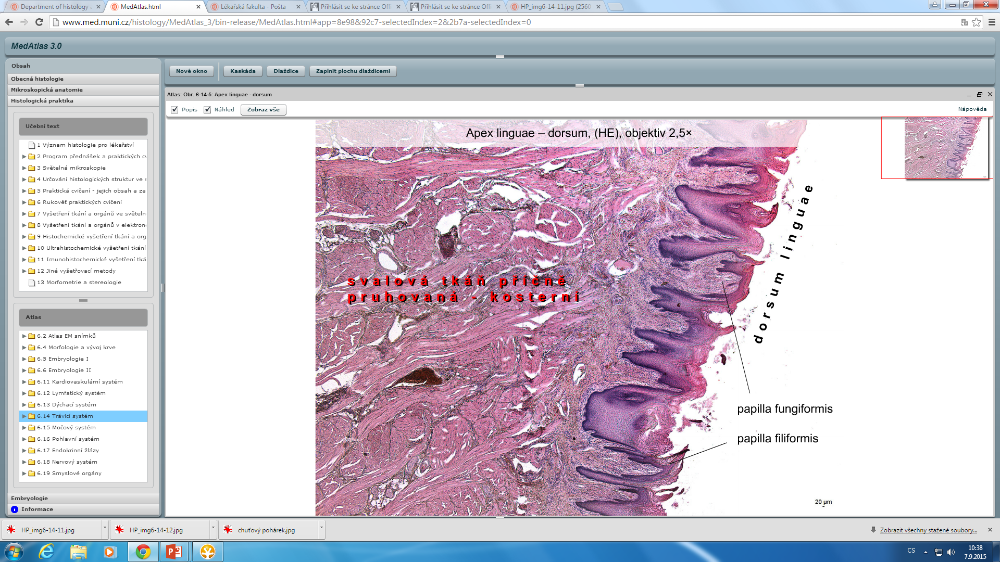 Department of histology a
MedAtlas.html
Lékařská fakulta - Pošta
Přihlásit se ke stránce Offi
Přihlásit se ke stránce Offi
HP_img6-14-11.jpg (2560
www.med.muni.cz/histology/MedAtlas_3/bin-release/MedAtlas.html#app=8e98&92c7-selectedIndex=2&2b7a-selectedIndex=0
MedAtlas 3.0
Obsah
Obecná histologie
Mikroskopická anatomie
Histologická praktika
Učební text
1 Význam histologie pro lékařství
2 Program přednášek a praktických cv
3 Světelná mikroskopie
4 Určování histologických struktur ve s
5 Praktická cvičení - jejich obsah a za
6 Rukověť praktických cvičení
7 Vyšetření tkání a orgánů ve světeln
8 Vyšetření tkání a orgánů v elektron
9 Histochemické vyšetření tkání a org
10 Ultrahistochemické vyšetření tkání
11 Imunohistochemické vyšetření tká
12 Jiné vyšetřovací metody
13 Morfometrie a stereologie
Atlas
6.2 Atlas EM snímků
6.4 Morfologie a vývoj krve
6.5 Embryologie I
6.6 Embryologie II
6.11 Kardiovaskulární systém
6.12 Lymfatický systém
6.13 Dýchací systém
6.14 Trávicí systém
6.15 Močový systém
6.16 Pohlavní systém
6.17 Endokrinní žlázy
6.18 Nervový systém
6.19 Smyslové orgány
Embryologie
Informace
Nové okno
Kaskáda
Dlaždice
Zaplnit plochu dlaždicemi
Atlas: Obr. 6-14-5: Apex linguae - dorsum
Popis
Náhled
Zobraz vše
Nápověda
Apex linguae – dorsum, (HE), objektiv 2,5×
svalová tkáň příčně
pruhovaná - kosterní
dorsum linguae
papilla fungiformis
papilla filiformis
20 µm
HP_img6-14-11.jpg
HP_img6-14-12.jpg
chuťový pohárek.jpg
Zobrazit všechny stažené soubory...
CS
10:38
7.9.2015